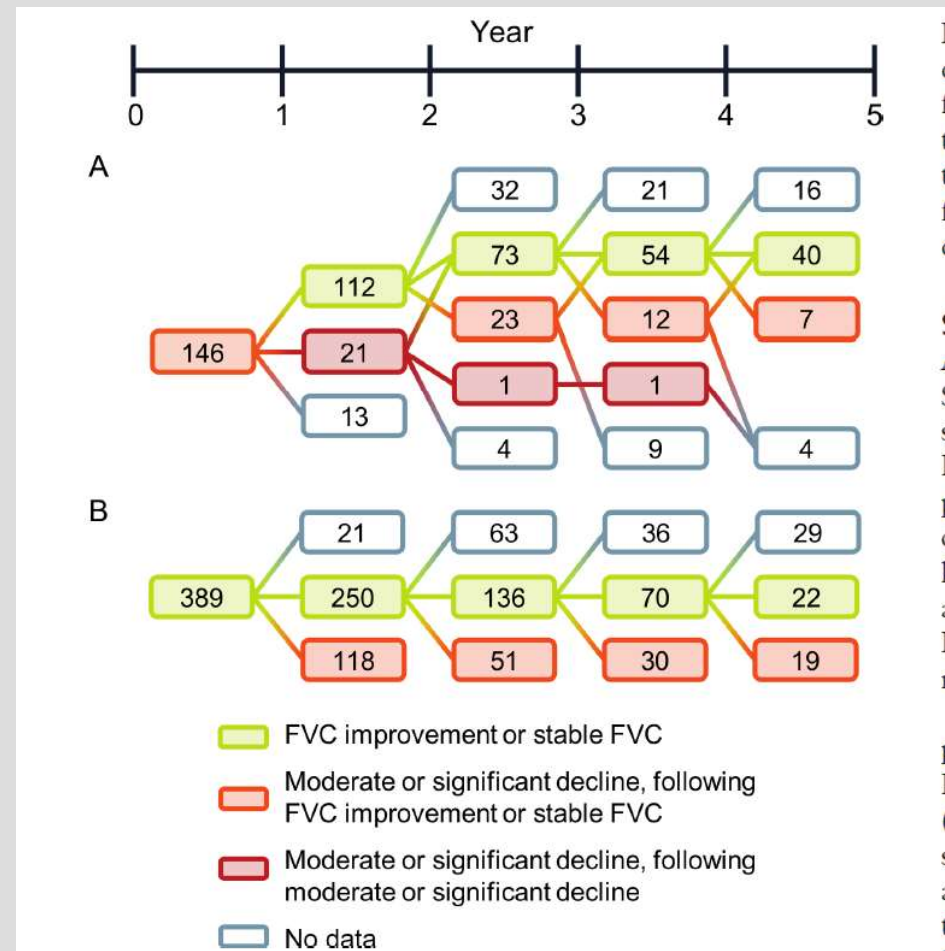 Year
0 1 2 3 4 5
A
32 21 16
73 54 40
112
23 12 7
146 21
1 1
13
4 9 4
B
21 63 36 29
389 250 136 70 22
118 51 30 19
FVC improvement or stable FVC
Moderate or significant decline, following
FVC improvement or stable FVC
Moderate or significant decline, following
moderate or significant decline
No data